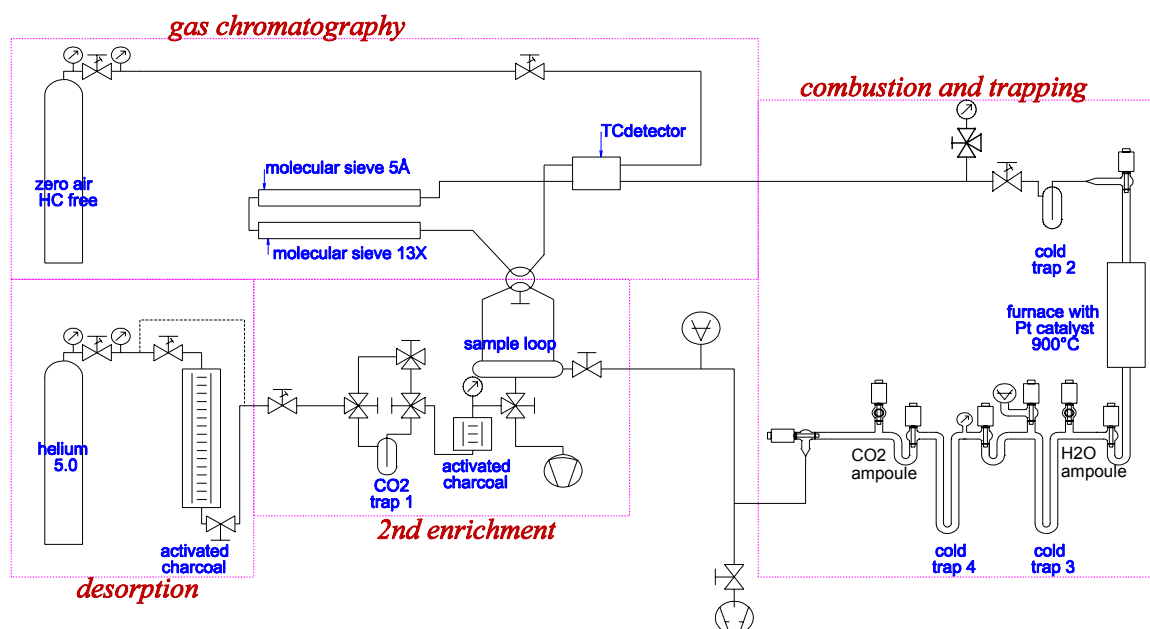 gas chromatography
combustion and trapping
TCdetector
molecular sieve 5Å
zero air
HC free
molecular sieve 13X
cold
trap 2
furnace with
Pt catalyst
900°C
sample loop
helium
5.0
CO2
trap 1
activated
charcoal
CO2
ampoule
H2O
ampoule
2nd enrichment
activated
charcoal
cold
trap 4
cold
trap 3
desorption